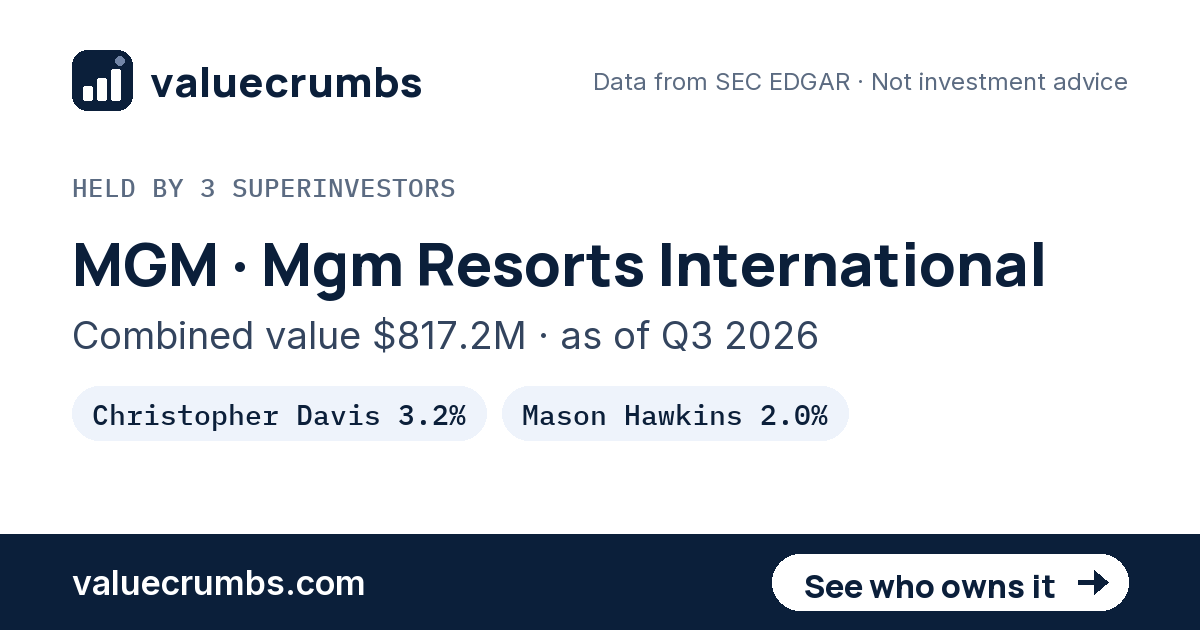 valuecrumbs
Data from SEC EDGAR · Not investment advice
HELD BY 3 SUPERINVESTORS
MGM · Mgm Resorts International
Combined value $817.2M · as of Q3 2026
Christopher Davis 3.2%
Mason Hawkins 2.0%
valuecrumbs.com
See who owns it →